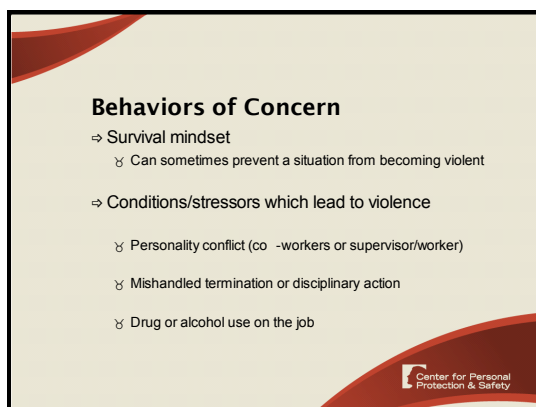 Behaviors of Concern
⇨ Survival mindset
♉ Can sometimes prevent a situation from becoming violent
⇨ Conditions/stressors which lead to violence
♉ Personality conflict (co -workers or supervisor/worker)
♉ Mishandled termination or disciplinary action
♉ Drug or alcohol use on the job
Center for Personal
Protection & Safety